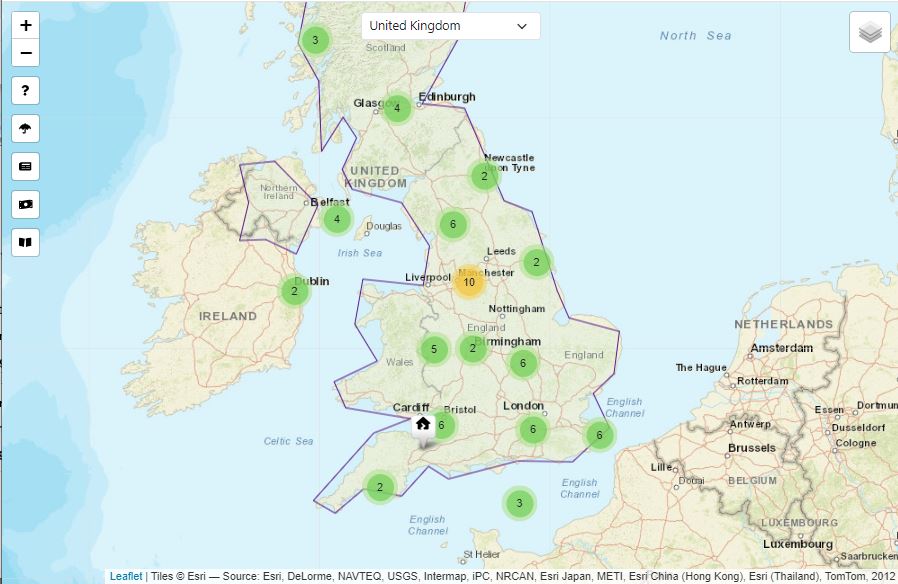 +
United Kingdom
North Sea
−
3
Scotland
?
4
Edinburgh
Newcastle
upon Tyne
UNITED
KINGDOM
2
Northern
Ireland
Belfast
4
Douglas
6
Irish Sea
Leeds
2
Dublin
2
Liverpool
Manchester
10
IRELAND
Nottingham
England
NETHERLANDS
Birmingham
5
2
6
Wales
England
Amsterdam
The Hague
Rotterdam
English
Channel
Cardiff
Bristol
London
Essen
6
6
6
Antwerp
Dusseldorf
Celtic Sea
Cologne
Brussels
Lille
Douai
BELGIUM
2
English
Channel
3
English
Channel
LUXEMBOURG
Luxembourg
St Helier
Saarbrucken
Leaflet | Tiles © Esri — Source: Esri, DeLorme, NAVTEQ, USGS, Intermap, iPC, NRCAN, Esri Japan, METI, Esri China (Hong Kong), Esri (Thailand), TomTom, 2012